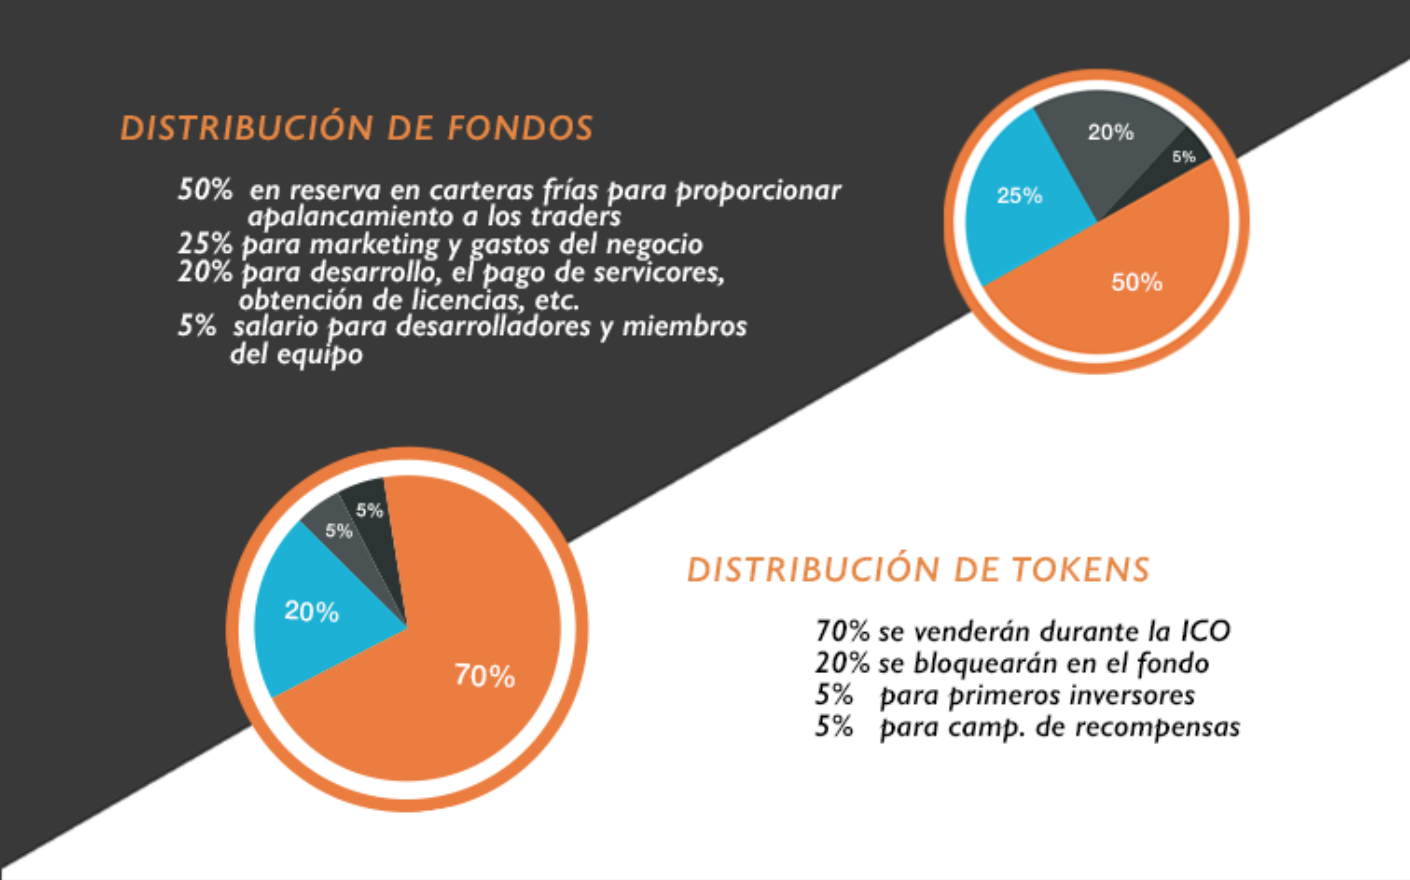 DISTRIBUCIÓN DE FONDOS
50% en reserva en carteras frías para proporcionar
apalancamiento a los traders
25% para marketing y gastos del negocio
20% para desarrollo, el pago de servicores,
obtención de licencias, etc.
5% salario para desarrolladores y miembros
del equipo
20%
5%
25%
50%
5%
5%
20%
70%
DISTRIBUCIÓN DE TOKENS
70% se venderán durante la ICO
20% se bloquearán en el fondo
5% para primeros inversores
5% para camp. de recompensas